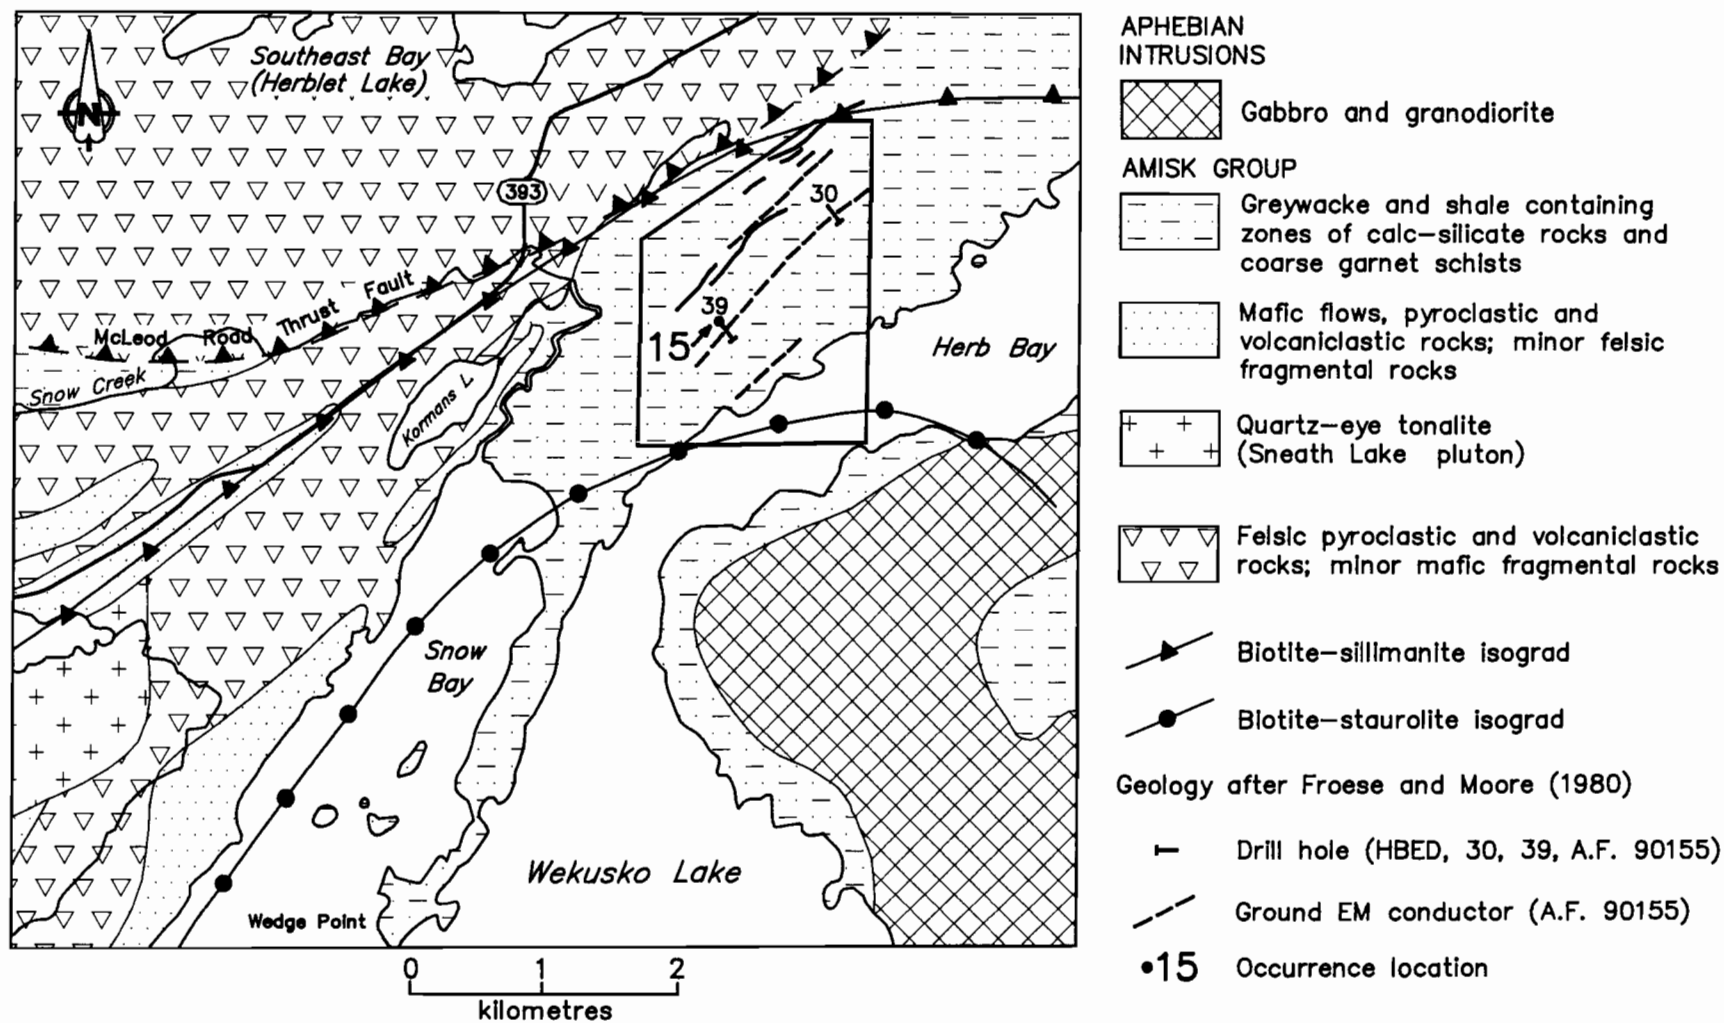 Southeast Bay
(Herblet Lake)
N
393
30
McLeod Road Thrust Fault
39
15
Snow Creek
Kormans L.
Herb Bay
Snow
Bay
Wekusko Lake
Wedge Point
0 1 2
kilometres
APHEBIAN
INTRUSIONS
Gabbro and granodiorite
AMISK GROUP
Greywacke and shale containing
zones of calc-silicate rocks and
coarse garnet schists
Mafic flows, pyroclastic and
volcaniclastic rocks; minor felsic
fragmental rocks
Quartz-eye tonalite
(Sneath Lake pluton)
Felsic pyroclastic and volcaniclastic
rocks; minor mafic fragmental rocks
Biotite-sillimanite isograd
Biotite-staurolite isograd
Geology after Froese and Moore (1980)
Drill hole (HBED, 30, 39, A.F. 90155)
Ground EM conductor (A.F. 90155)
•15 Occurrence location